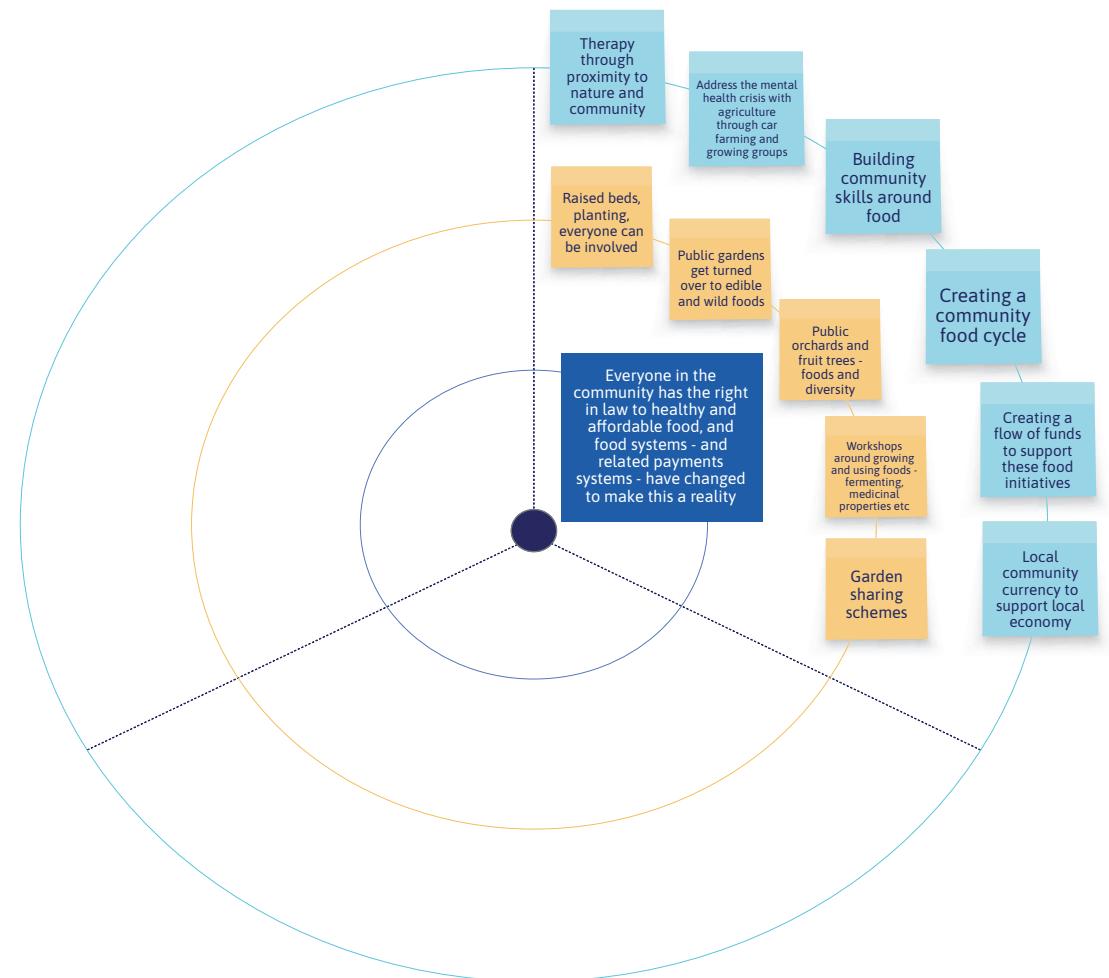 Therapy
through
proximity to
nature and
community
Address the mental
health crisis with
agriculture
through car
farming and
growing groups
Building
community
skills around
food
Creating a
community
food cycle
Creating a
flow of funds
to support
these food
initiatives
Local
community
currency to
support local
economy
Raised beds,
planting,
everyone can
be involved
Public gardens
get turned
over to edible
and wild foods
Public
orchards and
fruit trees -
foods and
diversity
Workshops
around growing
and using foods -
fermenting,
medicinal
properties etc
Garden
sharing
schemes
Everyone in the
community has the right
in law to healthy and
affordable food, and
food systems - and
related payments
systems - have changed
to make this a reality